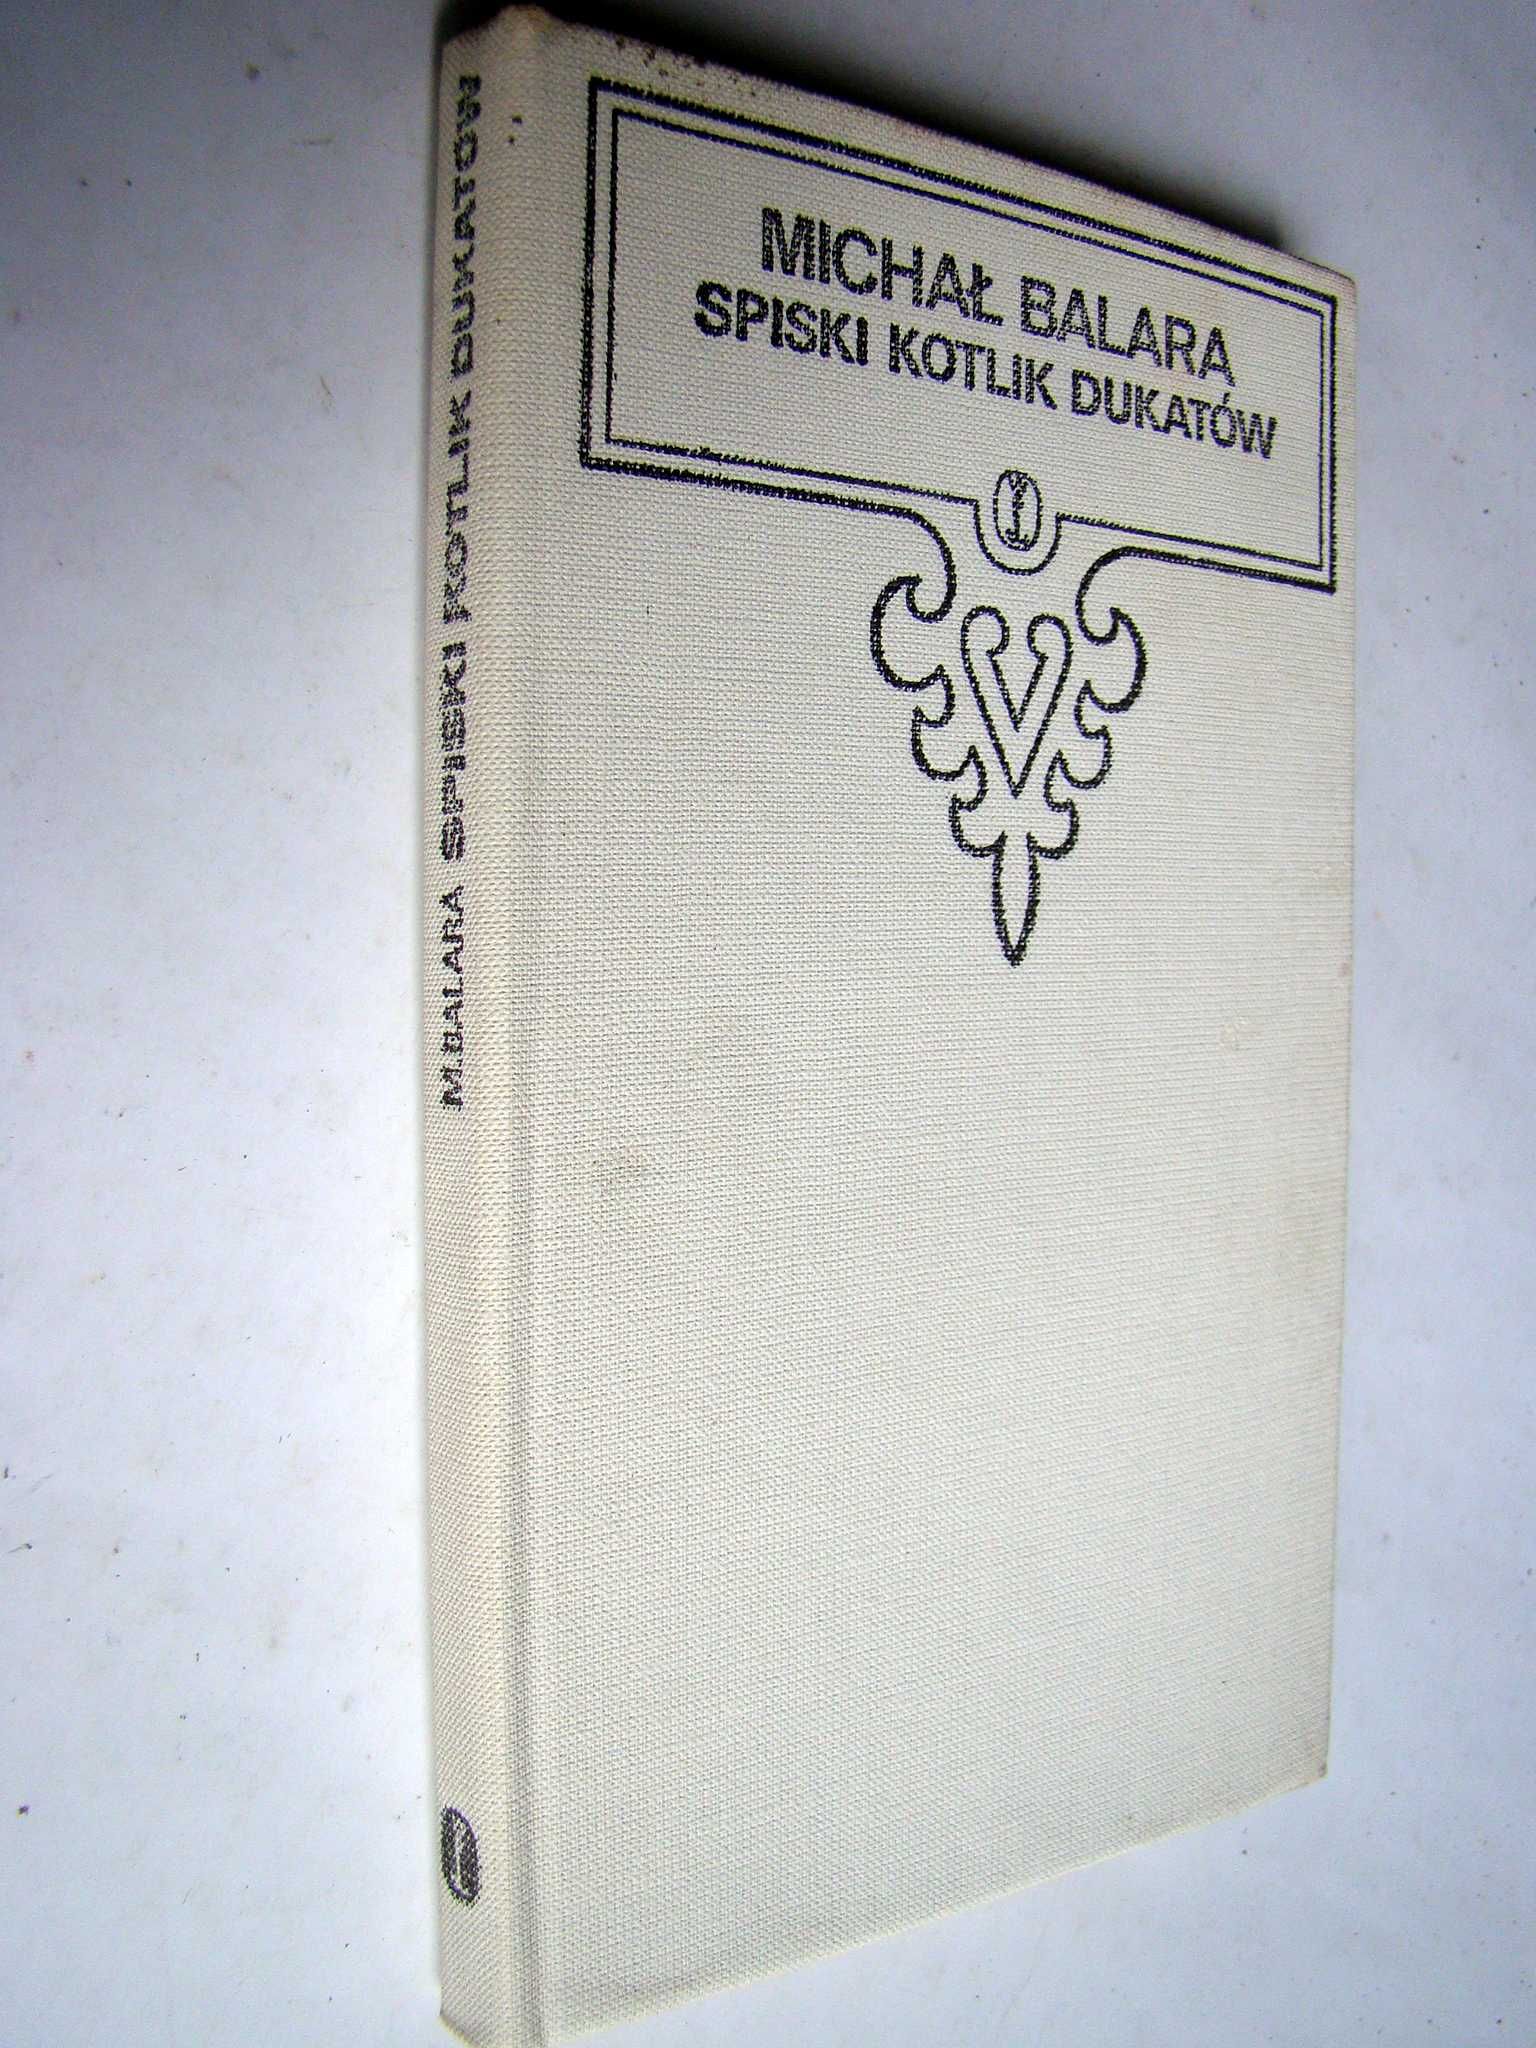 MICHAŁ BALARA
SPISKI KOTLIK DUKATÓW
M. BALARA SPISKI KOTLIK DUKATÓW